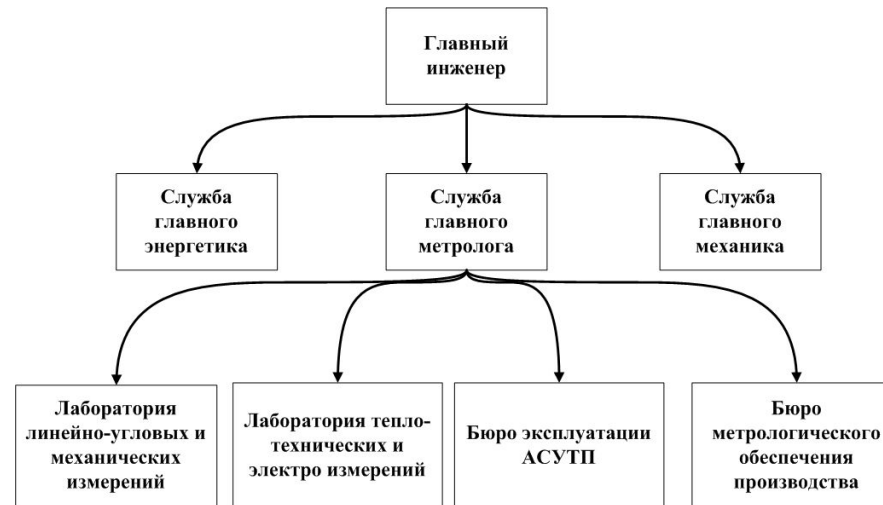 Главный
инженер
Служба
главного
энергетика
Служба
главного
метролога
Служба
главного
механика
Лаборатория
линейно-угловых и
механических
измерений
Лаборатория тепло-
технических и
электро измерений
Бюро эксплуатации
АСУТП
Бюро
метрологического
обеспечения
производства